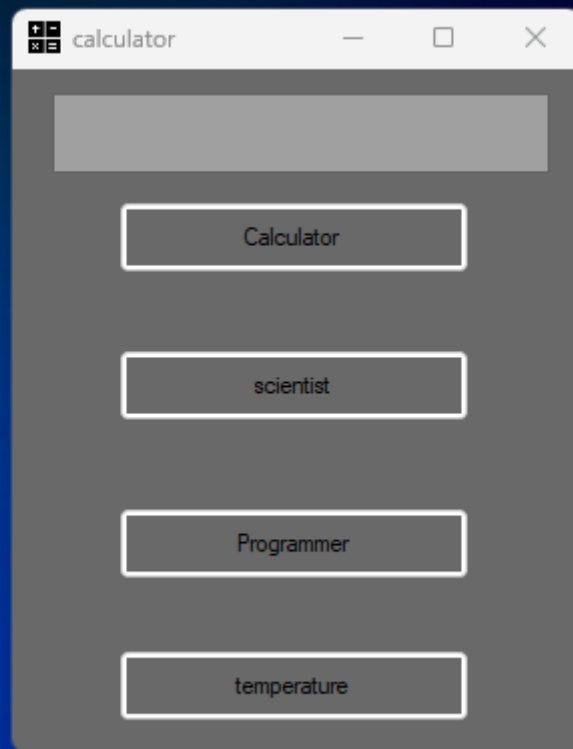 calculator
Calculator
scientist
Programmer
temperature